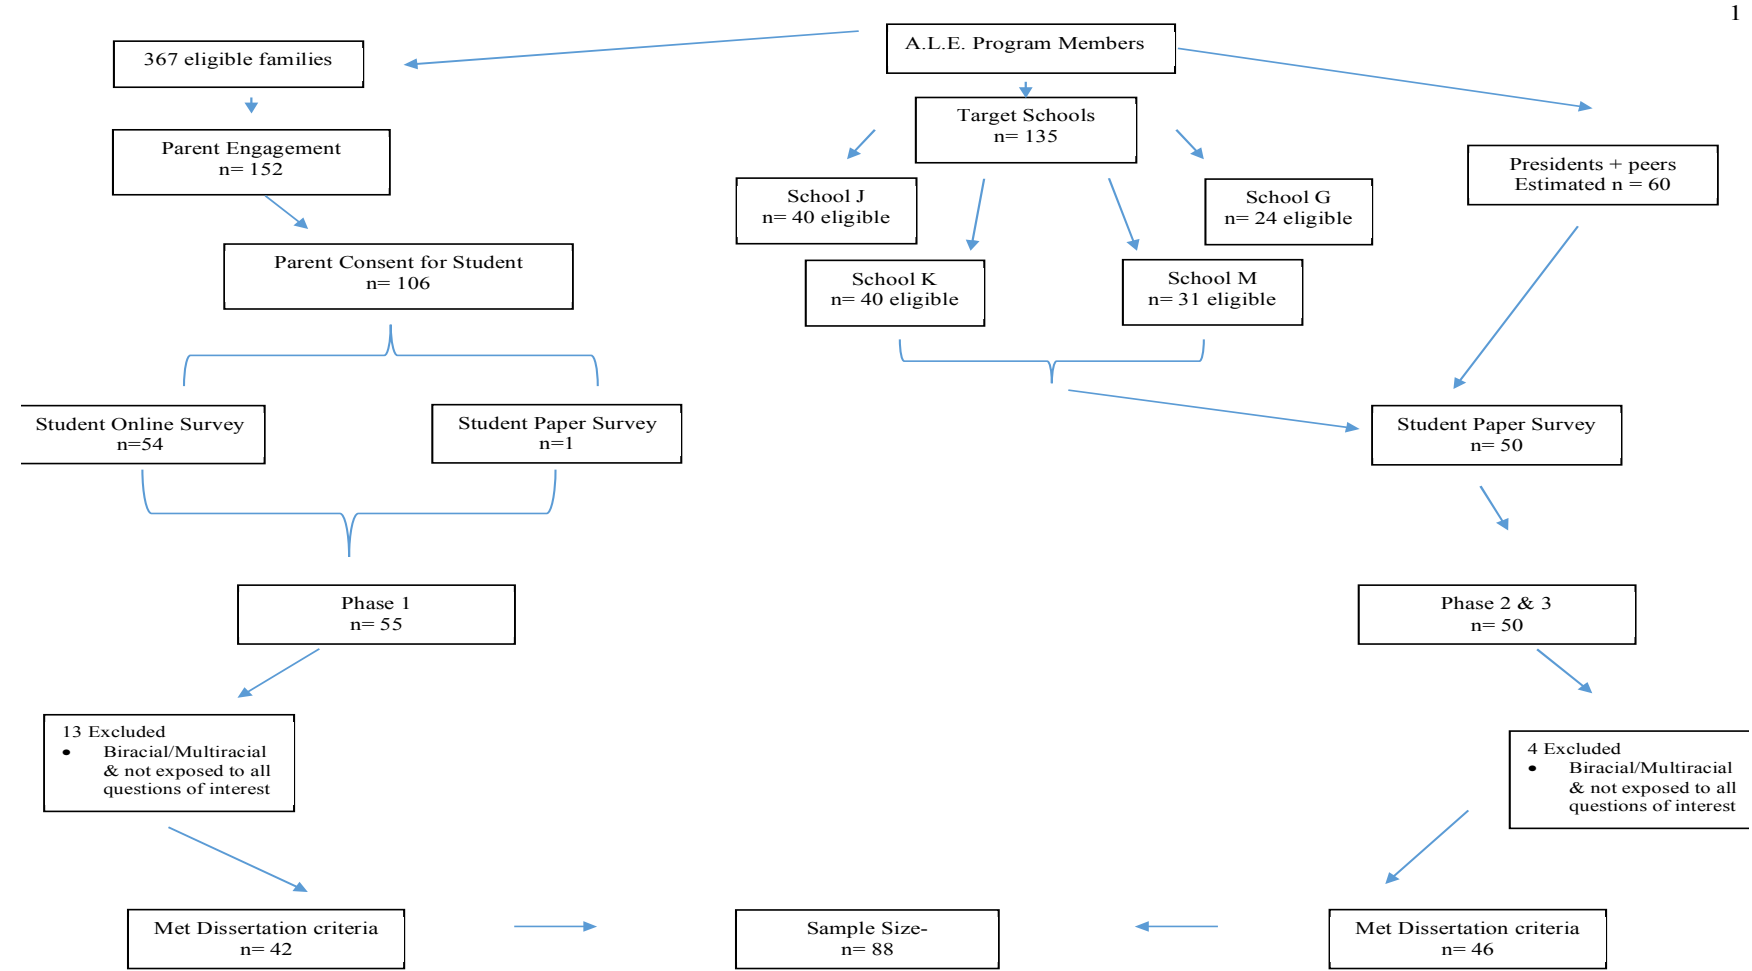 1
A.L.E. Program Members
367 eligible families
Target Schools
n= 135
Parent Engagement
n= 152
Presidents + peers
Estimated n = 60
School J
n= 40 eligible
School G
n= 24 eligible
Parent Consent for Student
n= 106
School K
n= 40 eligible
School M
n= 31 eligible
Student Online Survey
n=54
Student Paper Survey
n=1
Student Paper Survey
n= 50
Phase 1
n= 55
Phase 2 & 3
n= 50
13 Excluded
• Biracial/Multiracial
& not exposed to all
questions of interest
4 Excluded
• Biracial/Multiracial
& not exposed to all
questions of interest
Met Dissertation criteria
n= 42
Sample Size-
n= 88
Met Dissertation criteria
n= 46